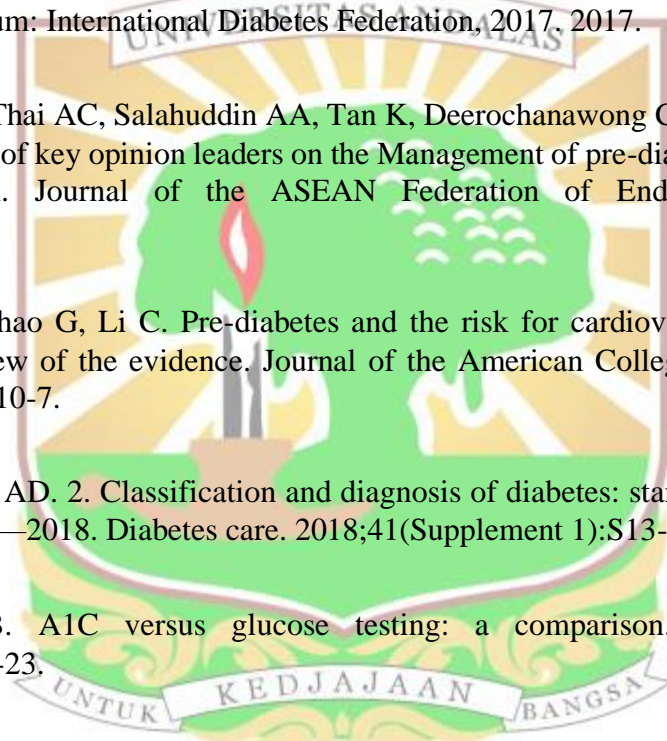 um: International Diabetes Federation, 2017. 2017.
UNIVERSITAS ANDALAS
Thai AC, Salahuddin AA, Tan K, Deerochanawong C
of key opinion leaders on the Management of pre-dia
. Journal of the ASEAN Federation of End
hao G, Li C. Pre-diabetes and the risk for cardiov
ew of the evidence. Journal of the American Colleg
10-7.
AD. 2. Classification and diagnosis of diabetes: sta
—2018. Diabetes care. 2018;41(Supplement 1):S13-
3. A1C versus glucose testing: a comparison.
-23.
UNTUK KEDJAJAAN BANGSA